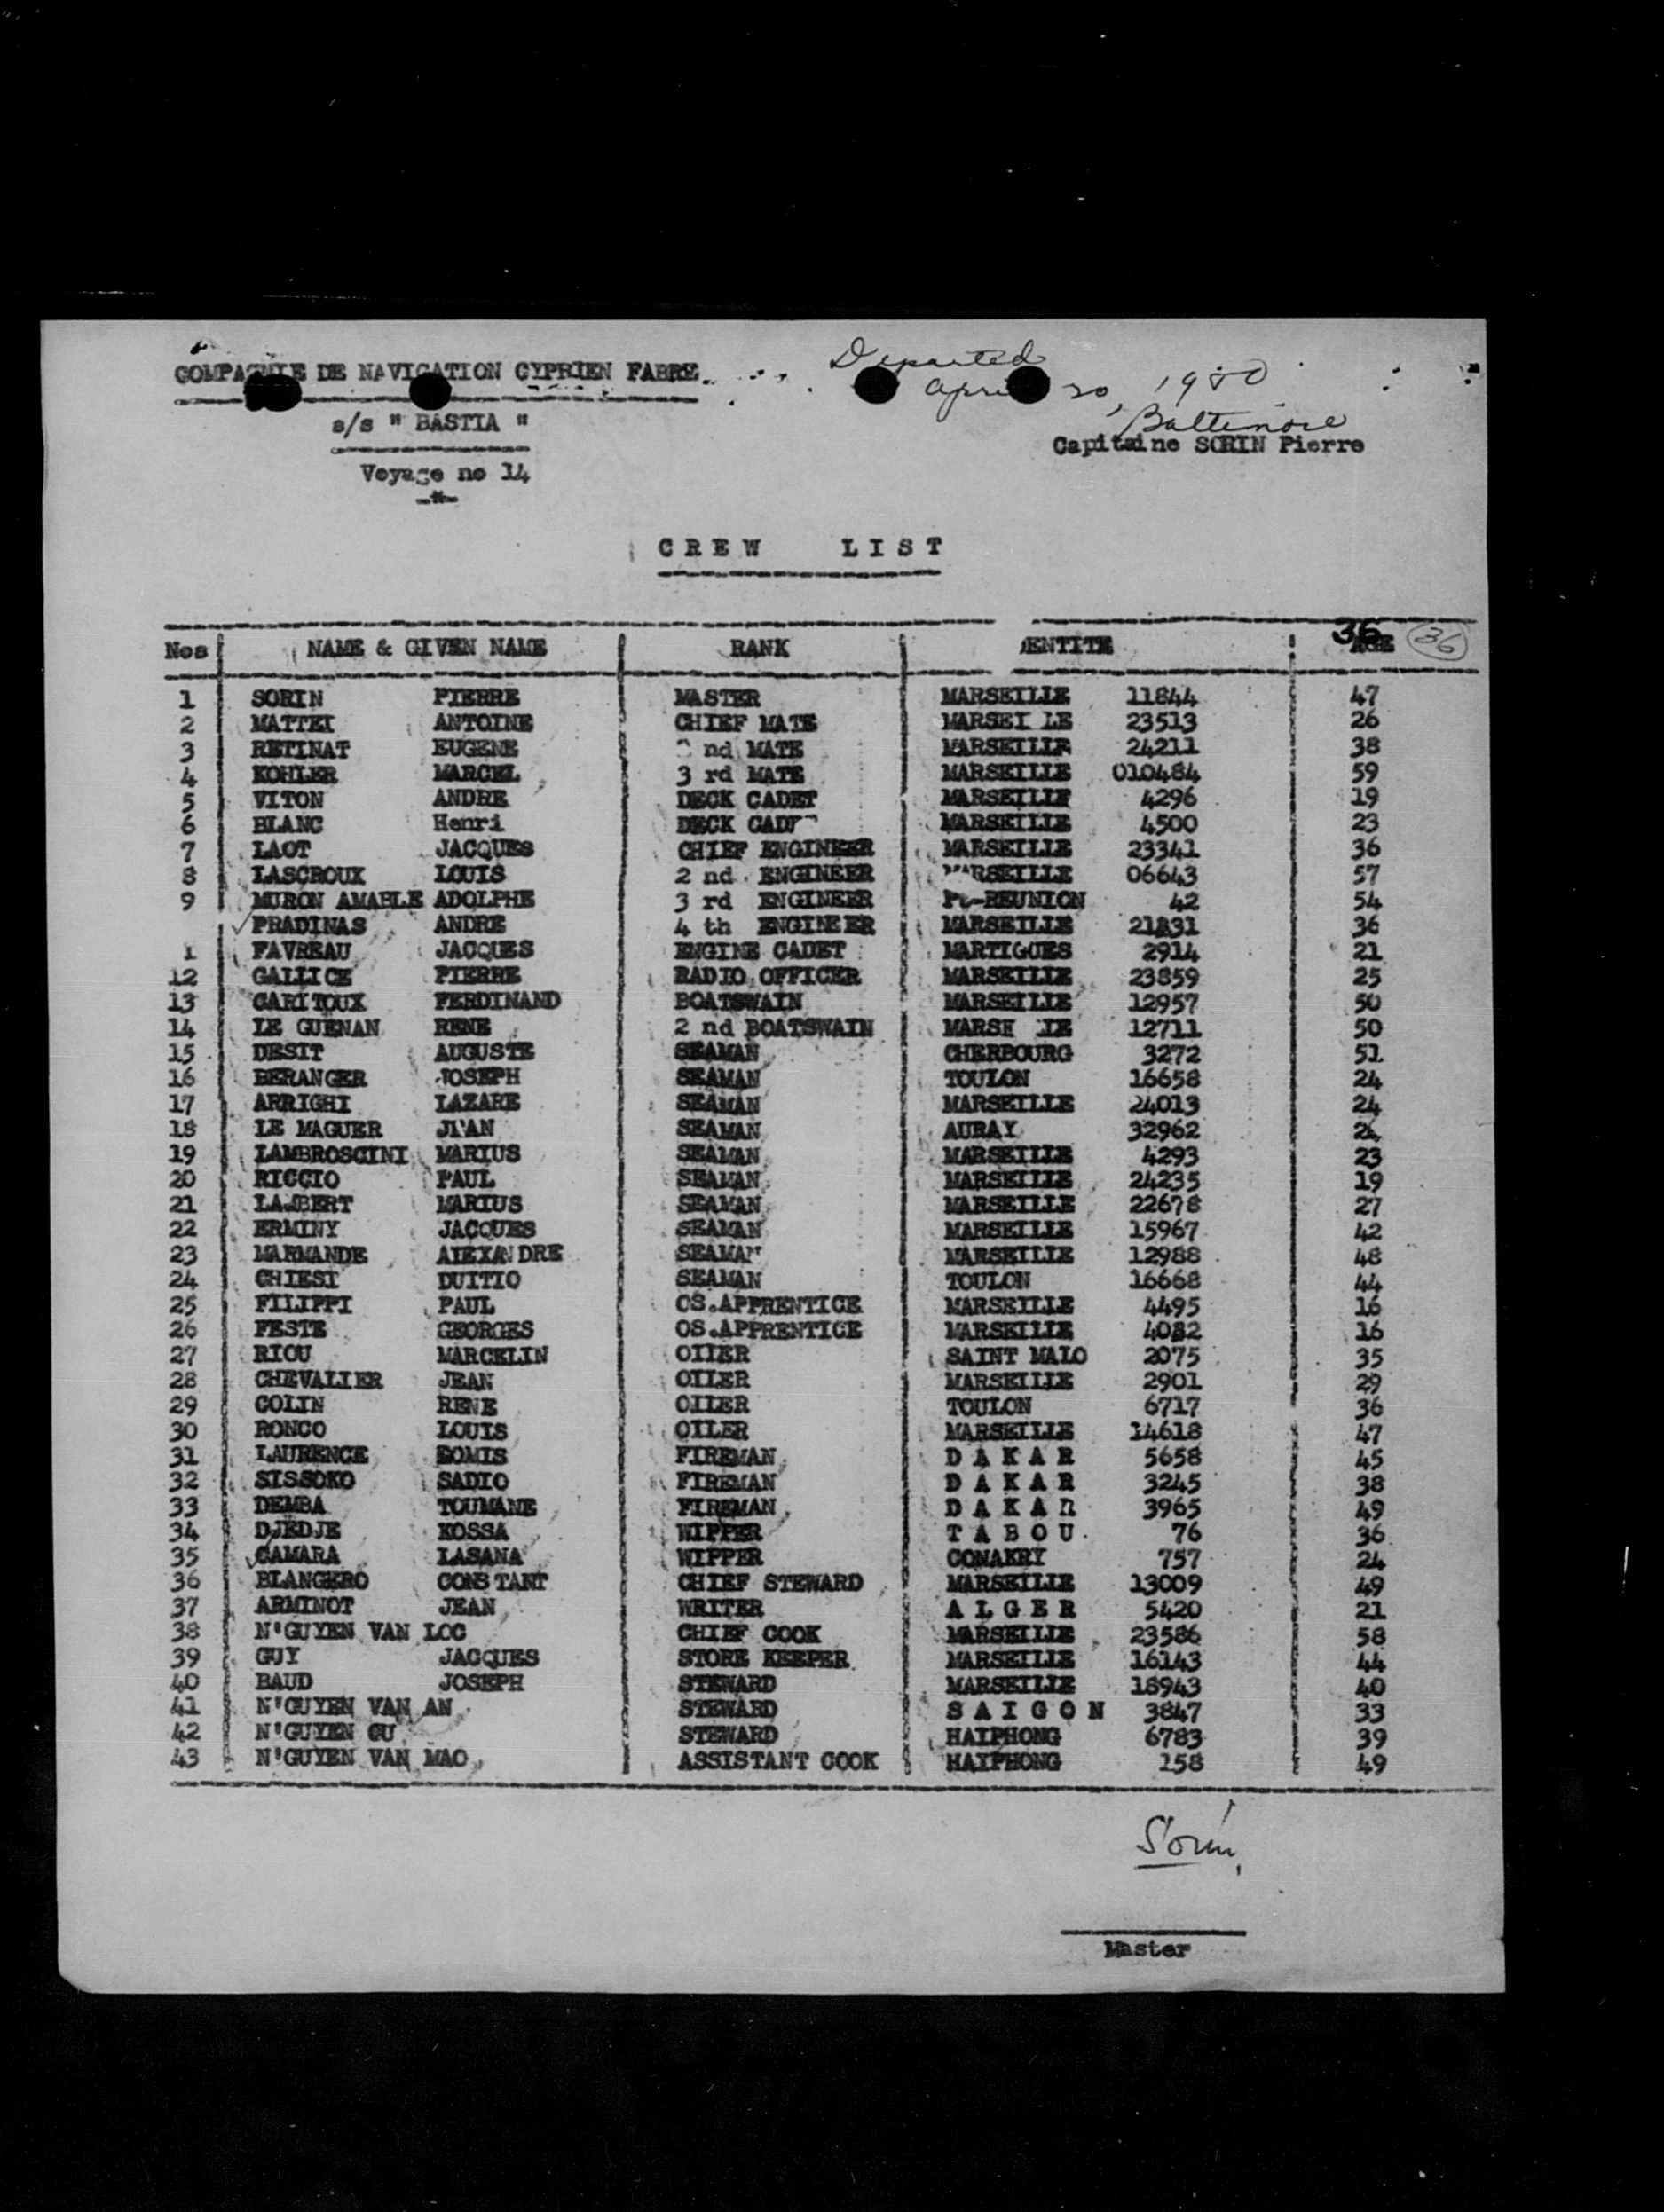 COMPAGNIE DE NAVIGATION CYPRIEN FABRE
Departed
April 20, 1950
Baltimore
s/s " BASTIA "
Capitaine SORIN Pierre
Voyage no 14
-*-
CREW LIST
36 36
Nos NAME & GIVEN NAME RANK IDENTITE AGE
1 SORIN PIERRE MASTER MARSEILLE 11844 47
2 MATTEI ANTOINE CHIEF MATE MARSEI LE 23513 26
3 RETINAT EUGENE nd MATE MARSEILLE 24211 38
4 KOHLER MARCEL 3 rd MATE MARSEILLE 010484 59
5 VITON ANDRE DECK CADET MARSEILLE 4296 19
6 BLANC Henri DECK CADET MARSEILLE 4500 23
7 LAOT JACQUES CHIEF ENGINEER MARSEILLE 23341 36
8 LASCROUX LOUIS 2 nd ENGINEER MARSEILLE 06643 57
9 MURON AMABLE ADOLPHE 3 rd ENGINEER Pt-REUNION 42 54
PRADINAS ANDRE 4 th ENGINEER MARSEILLE 21831 36
1 FAVREAU JACQUES ENGINE CADET MARTIGUES 2914 21
12 GALLICE PIERRE RADIO OFFICER MARSEILLE 23859 25
13 CARITOUX FERDINAND BOATSWAIN MARSEILLE 12957 50
14 LE GUENAN RENE 2 nd BOATSWAIN MARSE LE 12711 50
15 DESIT AUGUSTE SEAMAN CHERBOURG 3272 51
16 BERANGER JOSEPH SEAMAN TOULON 16658 24
17 ARRIGHI LAZARE SEAMAN MARSEILLE 24013 24
18 LE MAGUER JEAN SEAMAN AURAY 32962
19 LAMBROSCINI MARIUS SEAMAN MARSEILLE 4293 23
20 RICCIO PAUL SEAMAN MARSEILLE 24235 19
21 LAMBERT MARIUS SEAMAN MARSEILLE 22678 27
22 ERMINY JACQUES SEAMAN MARSEILLE 15967 42
23 MARMANDE ALEXANDRE SEAMAN MARSEILLE 12988 48
24 CHIESI DUITIO SEAMAN TOULON 16668 44
25 FILIPPI PAUL OS.APPRENTICE MARSEILLE 4495 16
26 FESTE GEORGES OS.APPRENTICE MARSEILLE 4082 16
27 RIOU MARCELIN OILER SAINT MALO 2075 35
28 CHEVALIER JEAN OILER MARSEILLE 2901 29
29 COLIN RENE OILER TOULON 6717 36
30 RONCO LOUIS OILER MARSEILLE 14618 47
31 LAURENCE FIREMAN DAKAR 5658 45
32 SISSOKO SADIO FIREMAN DAKAR 3245 38
33 DEMBA TOUMANE FIREMAN DAKAR 3965 49
34 DJEDJE KOSSA WIPPER TABOU 76 36
35 CAMARA LASANA WIPPER CONAKRY 757 24
36 BLANGERO CONSTANT CHIEF STEWARD MARSEILLE 13009 49
37 ARMINOT JEAN WRITER ALGER 5420 21
38 N'GUYEN VAN LOC CHIEF COOK MARSEILLE 23586 58
39 GUY JACQUES STORE KEEPER MARSEILLE 16143 44
40 BAUD JOSEPH STEWARD MARSEILLE 18943 40
41 N'GUYEN VAN AN STEWARD SAIGON 3847 33
42 N'GUYEN CU STEWARD HAIPHONG 6783 39
43 N'GUYEN VAN MAO ASSISTANT COOK HAIPHONG 158 49
Sorin
Master